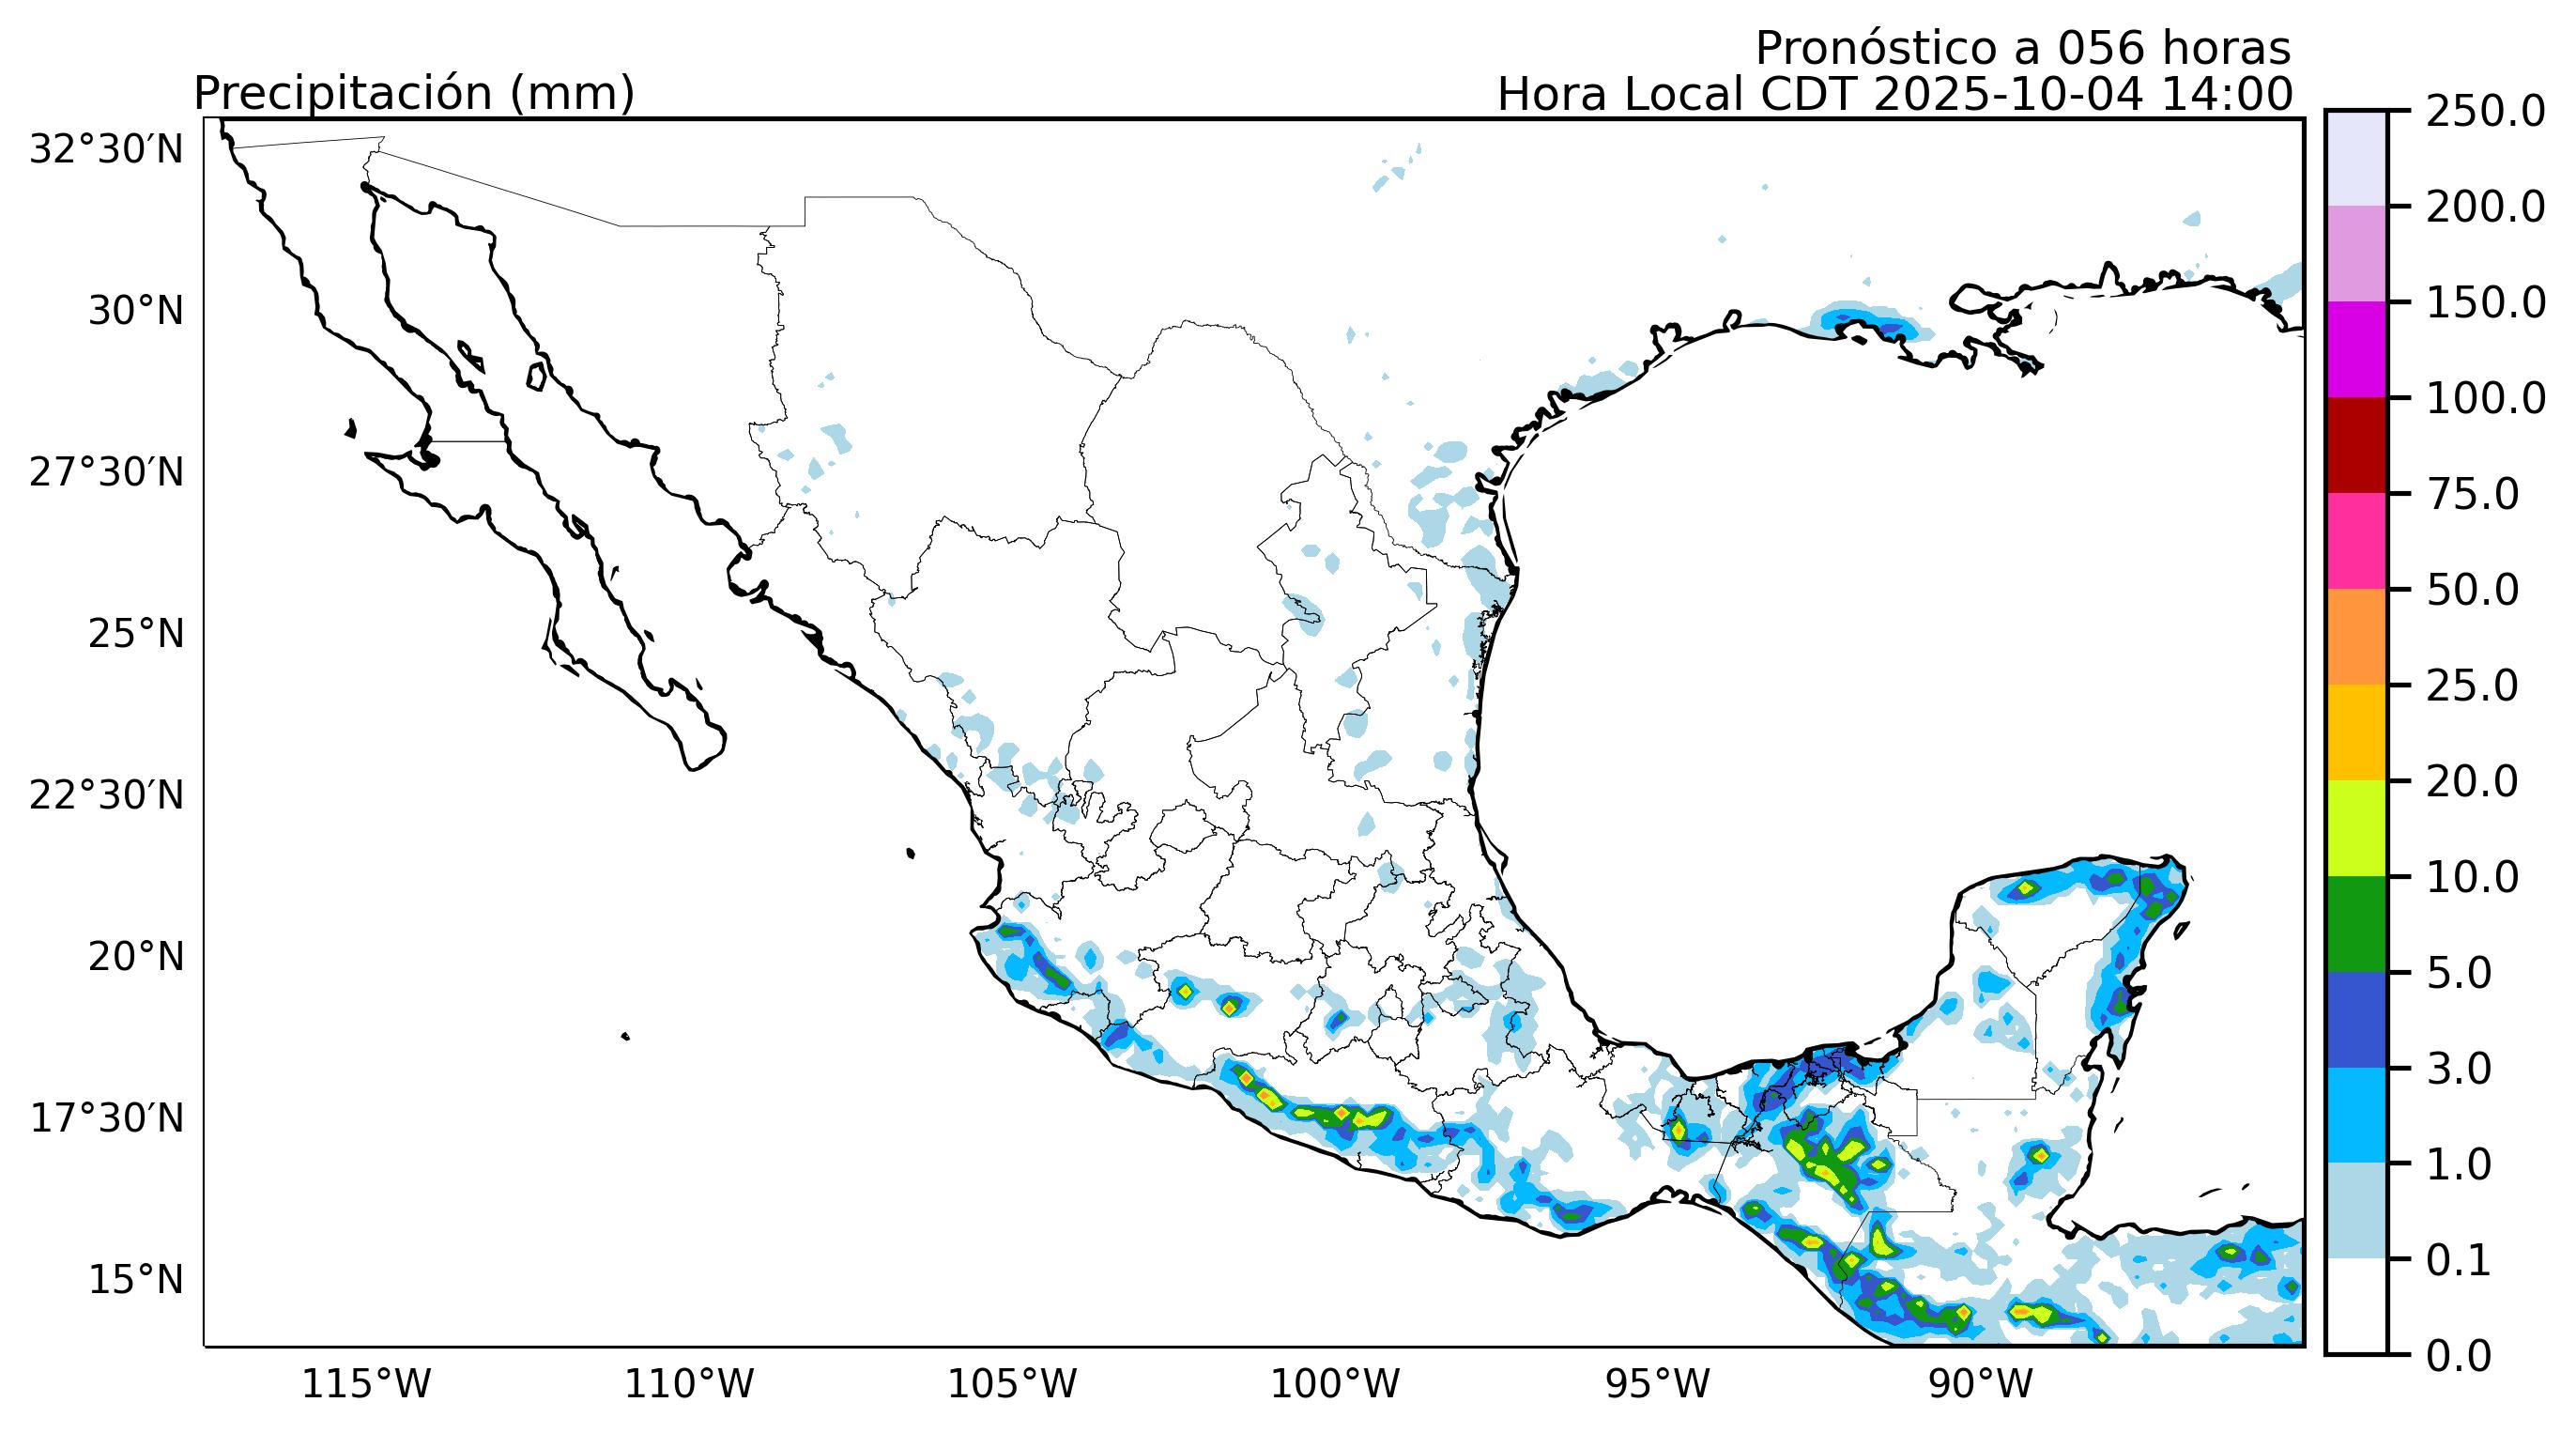 Pronóstico a 056 horas
Precipitación (mm)
Hora Local CDT 2025-10-04 14:00
32°30′N
30°N
27°30′N
25°N
22°30′N
20°N
17°30′N
15°N
115°W
110°W
105°W
100°W
95°W
90°W
250.0
200.0
150.0
100.0
75.0
50.0
25.0
20.0
10.0
5.0
3.0
1.0
0.1
0.0